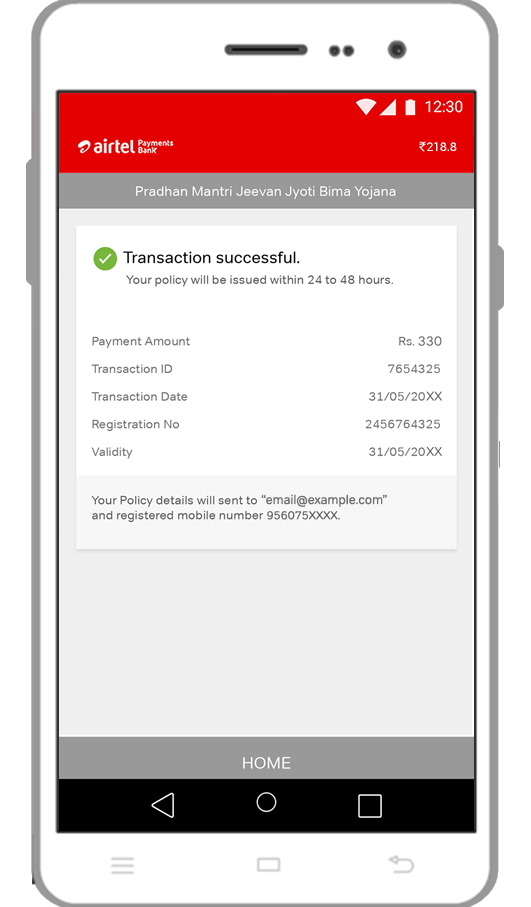 12:30
airtel Payments Bank
₹218.8
Pradhan Mantri Jeevan Jyoti Bima Yojana
Transaction successful.
Your policy will be issued within 24 to 48 hours.
Payment Amount Rs. 330
Transaction ID 7654325
Transaction Date 31/05/20XX
Registration No 2456764325
Validity 31/05/20XX
Your Policy details will sent to “email@example.com”
and registered mobile number 956075XXXX.
HOME